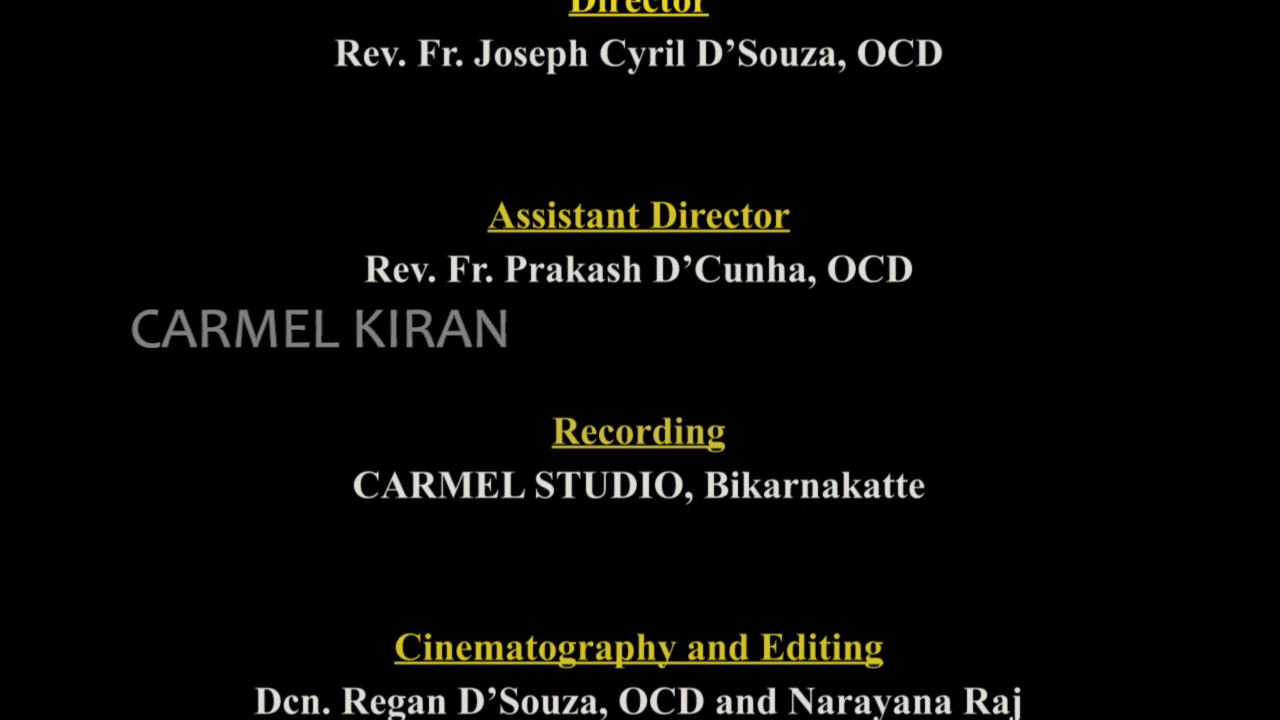 Director
Rev. Fr. Joseph Cyril D’Souza, OCD
Assistant Director
Rev. Fr. Prakash D’Cunha, OCD
CARMEL KIRAN
Recording
CARMEL STUDIO, Bikarnakatte
Cinematography and Editing
Dcn. Regan D’Souza, OCD and Narayana Raj